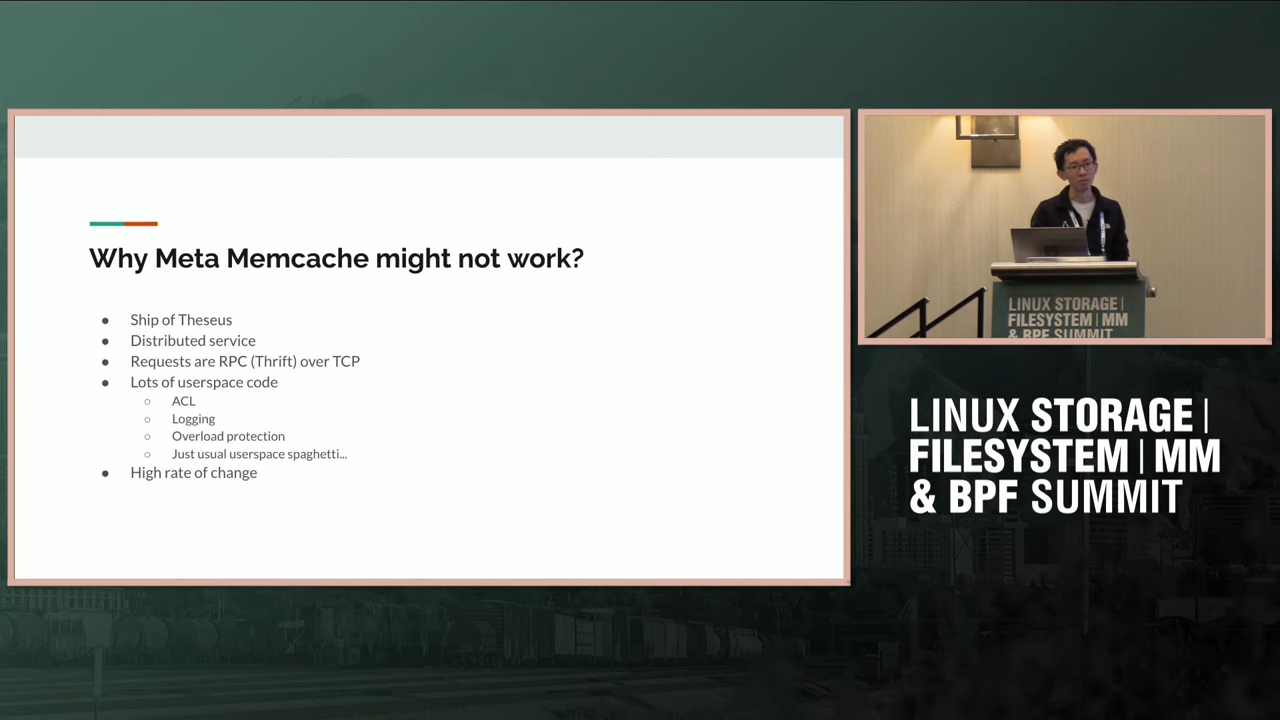 Why Meta Memcache might not work?
● Ship of Theseus
● Distributed service
● Requests are RPC (Thrift) over TCP
● Lots of userspace code
○ ACL
○ Logging
○ Overload protection
○ Just usual userspace spaghetti...
● High rate of change
LINUX STORAGE |
FILESYSTEM | MM
& BPF SUMMIT
LINUX STORAGE |
FILESYSTEM | MM
& BPF SUMMIT